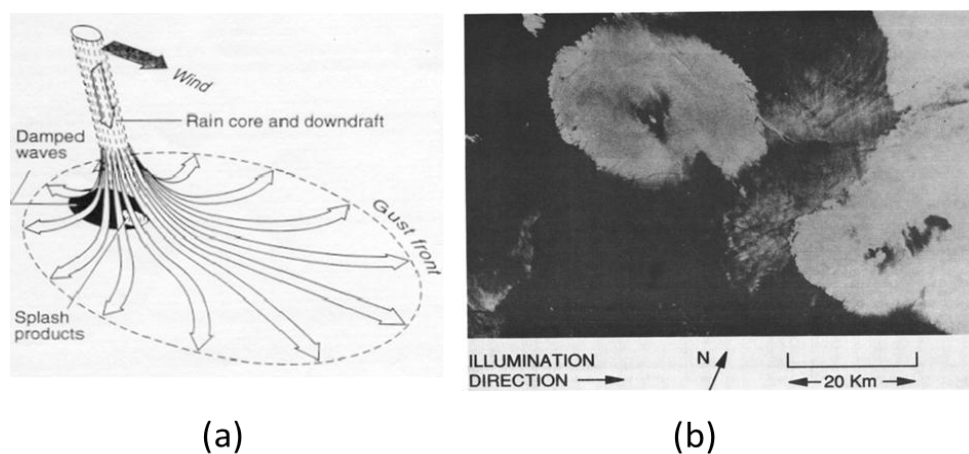 Wind
Rain core and downdraft
Damped
waves
Gust front
Splash
products
ILLUMINATION
DIRECTION
N
20 Km
(a)
(b)